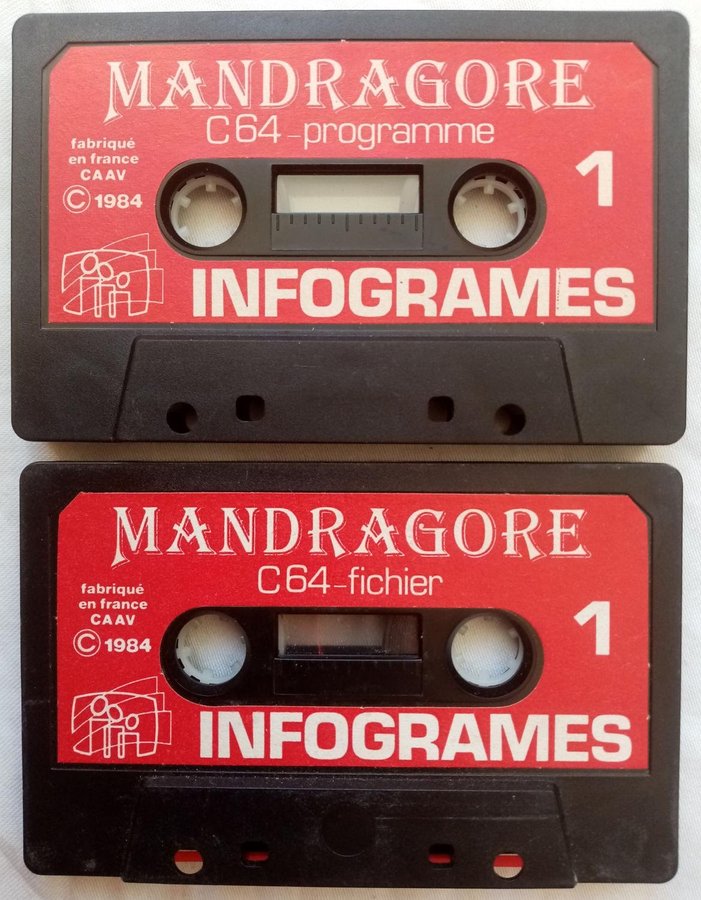 MANDRAGORE
C64-programme
fabriqué
en france
CAAV
© 1984
1
INFOGRAMES
MANDRAGORE
C64-fichier
fabriqué
en france
CAAV
© 1984
1
INFOGRAMES